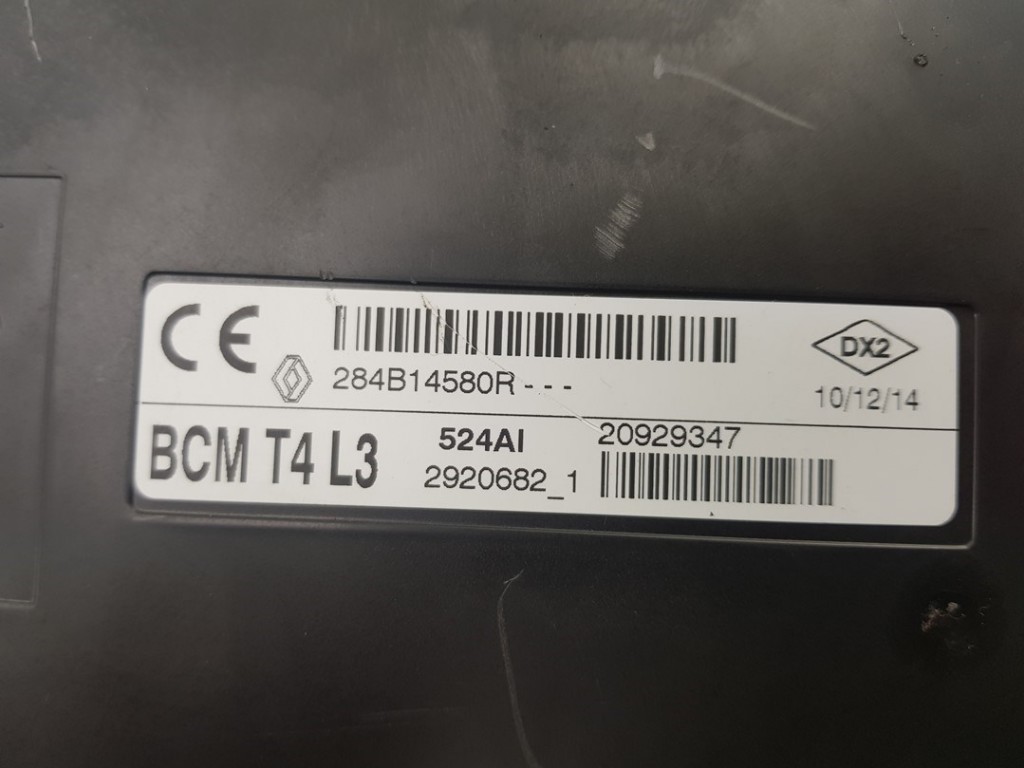 CE
284B14580R - - -
DX2
10/12/14
BCM T4 L3
524AI
2920682_1
20929347